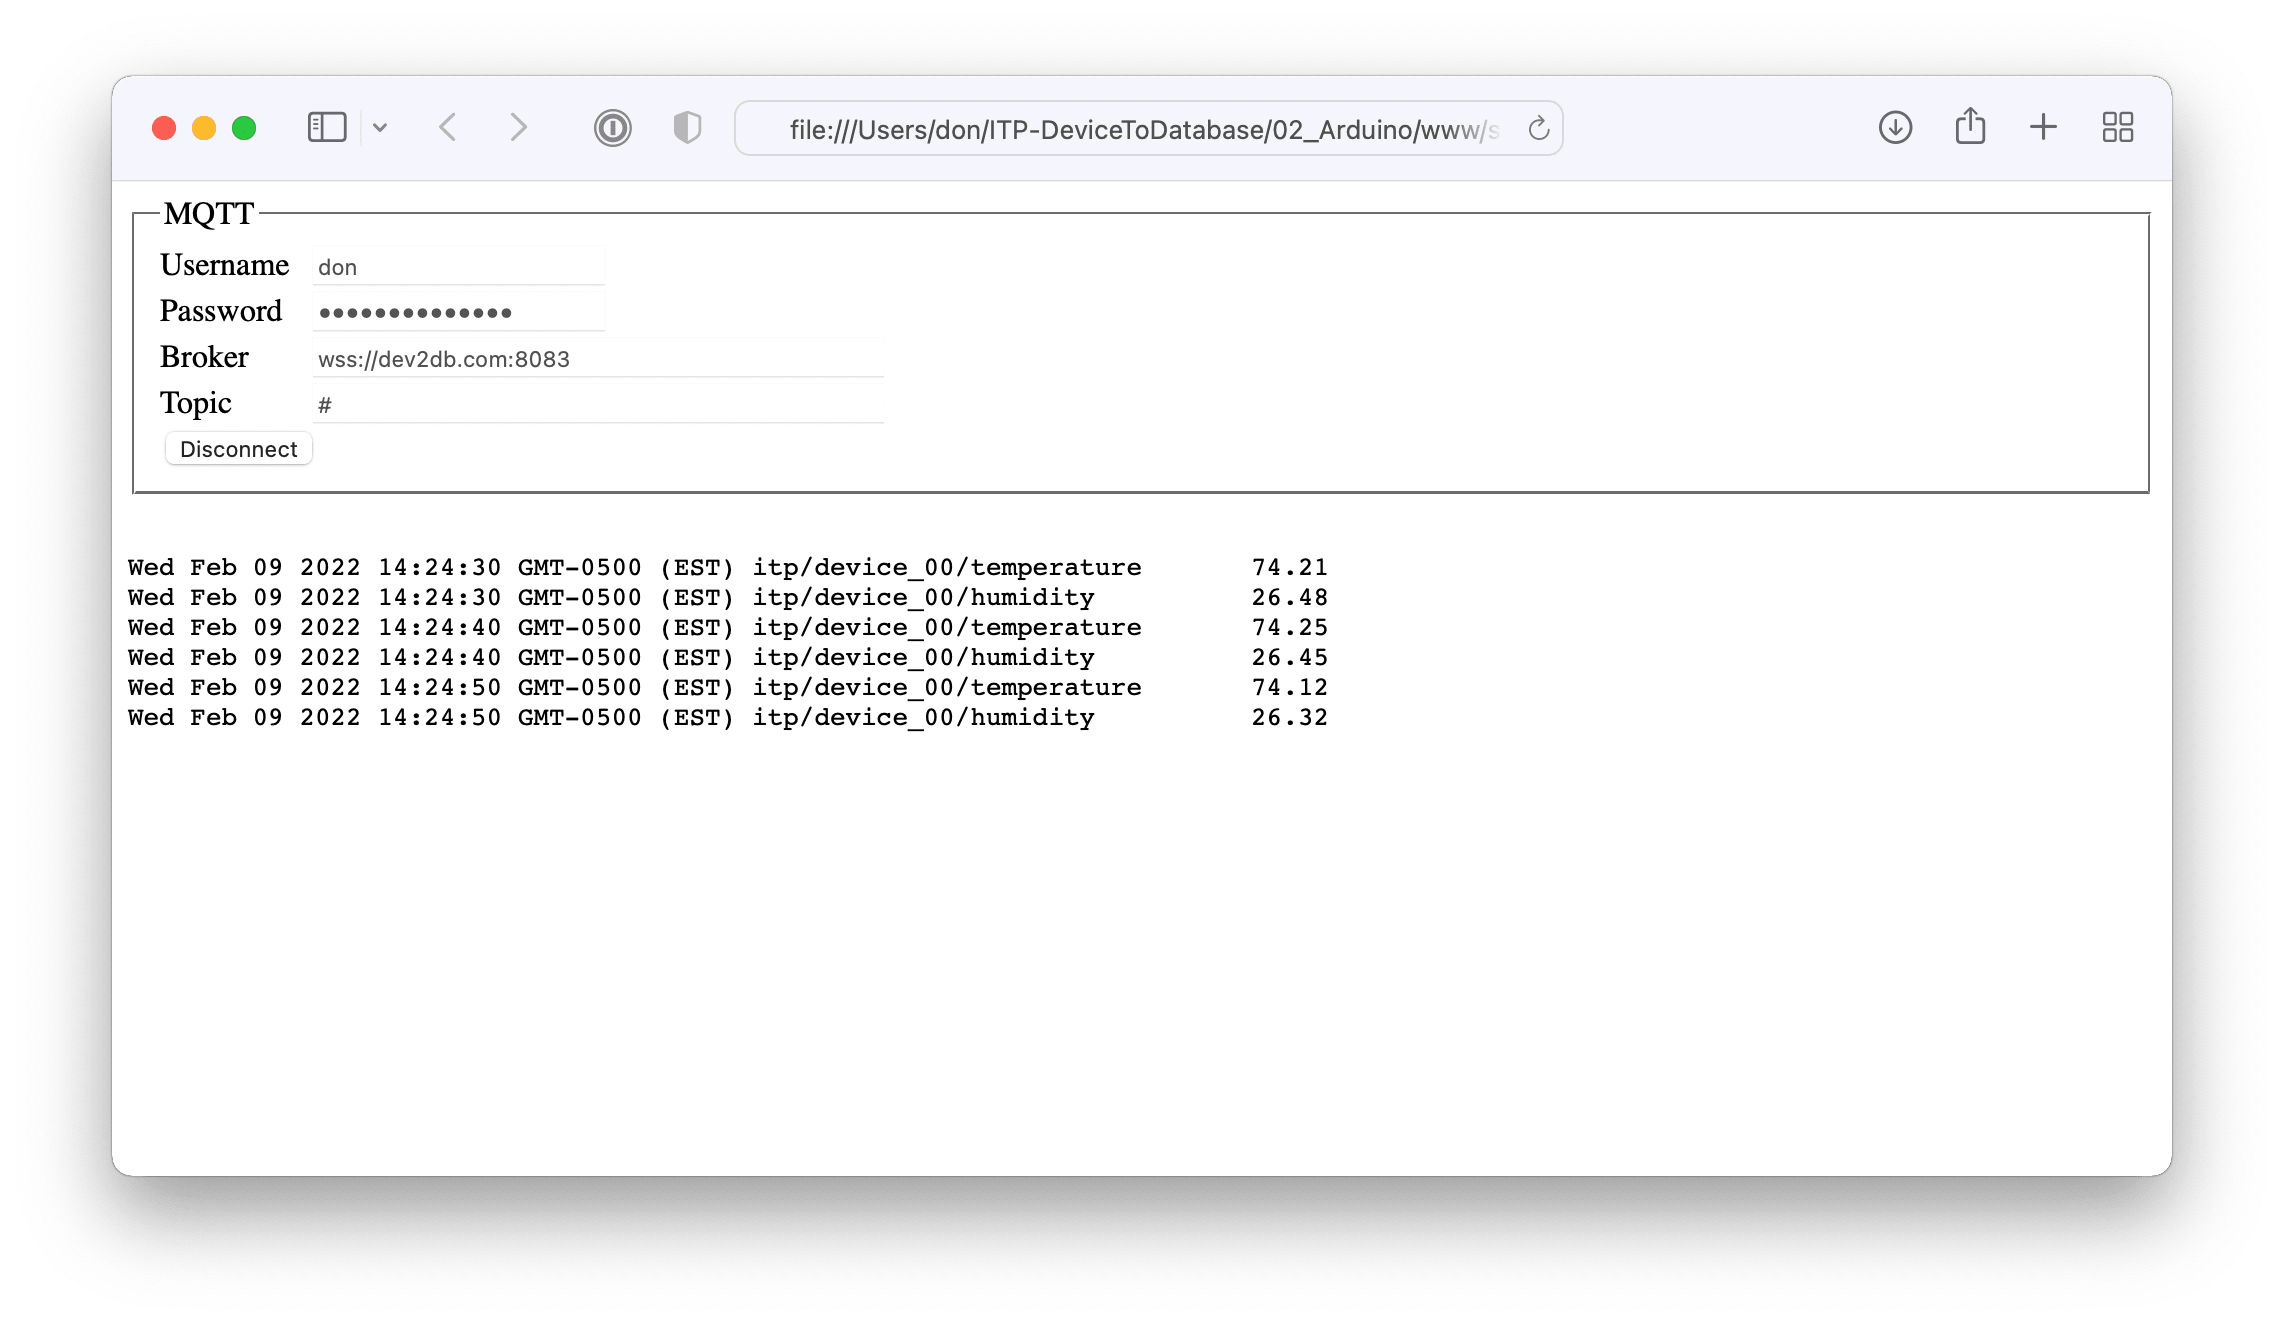 file:///Users/don/ITP-DeviceToDatabase/02_Arduino/www/s
MQTT
Username don
Password ••••••••••••••
Broker wss://dev2db.com:8083
Topic #
Disconnect
Wed Feb 09 2022 14:24:30 GMT-0500 (EST) itp/device_00/temperature 74.21
Wed Feb 09 2022 14:24:30 GMT-0500 (EST) itp/device_00/humidity 26.48
Wed Feb 09 2022 14:24:40 GMT-0500 (EST) itp/device_00/temperature 74.25
Wed Feb 09 2022 14:24:40 GMT-0500 (EST) itp/device_00/humidity 26.45
Wed Feb 09 2022 14:24:50 GMT-0500 (EST) itp/device_00/temperature 74.12
Wed Feb 09 2022 14:24:50 GMT-0500 (EST) itp/device_00/humidity 26.32